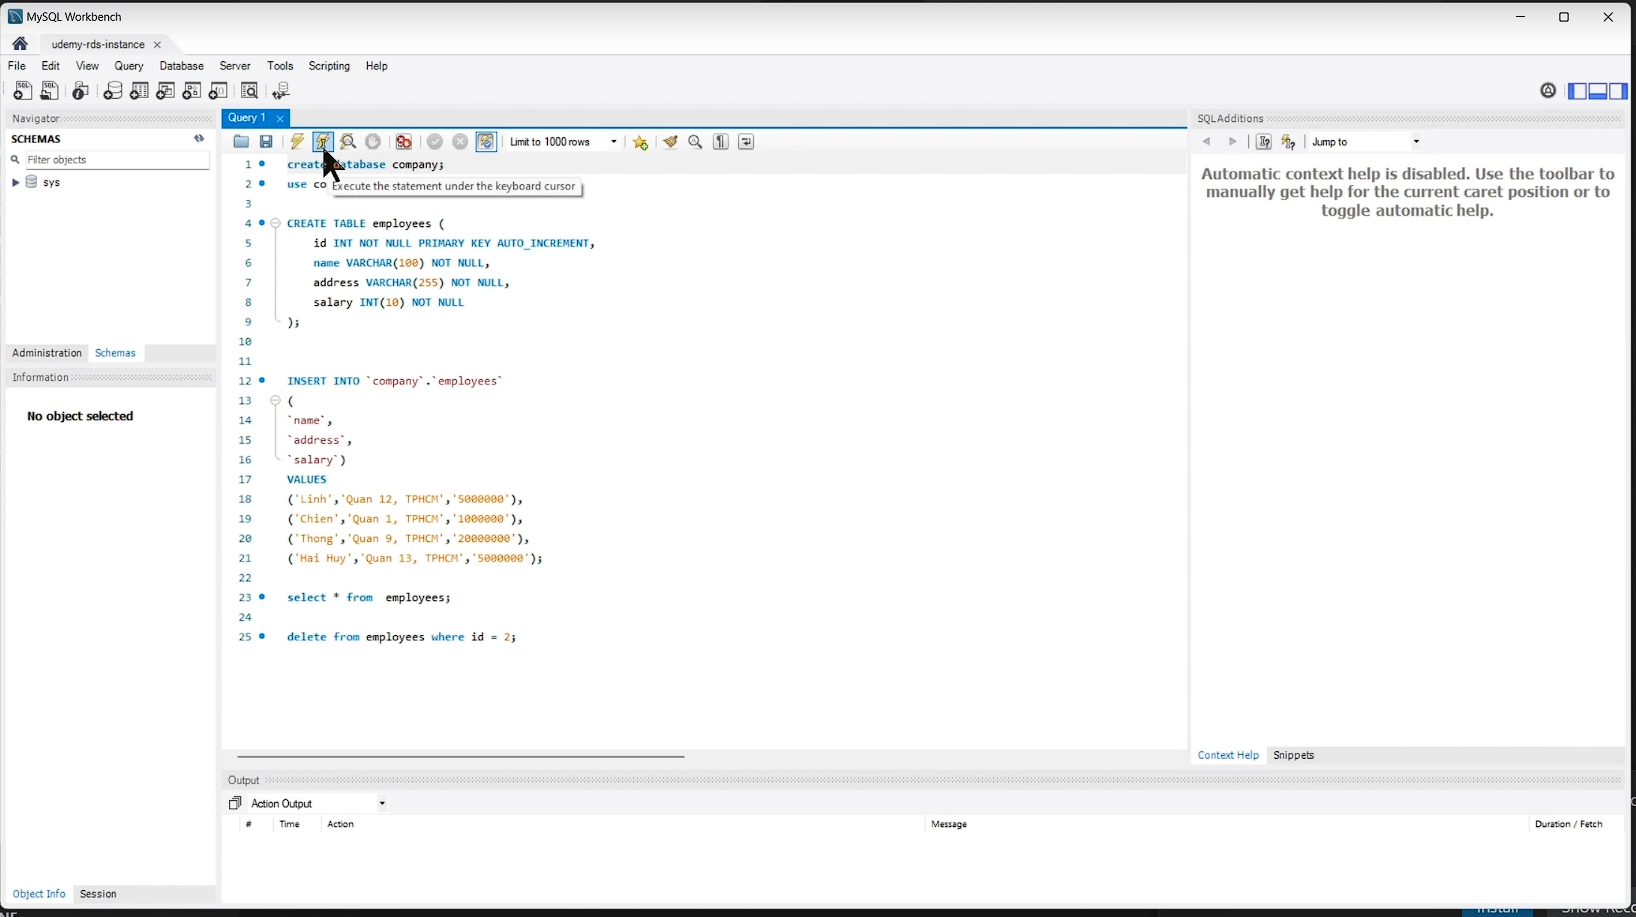 MySQL Workbench
udemy-rds-instance
File Edit View Query Database Server Tools Scripting Help
Navigator
SCHEMAS
Filter objects
sys
Administration Schemas
Information
No object selected
Object Info Session
Query 1
Limit to 1000 rows
1 create database company;
Execute the statement under the keyboard cursor
2 use co
3
4 CREATE TABLE employees (
5 id INT NOT NULL PRIMARY KEY AUTO_INCREMENT,
6 name VARCHAR(100) NOT NULL,
7 address VARCHAR(255) NOT NULL,
8 salary INT(10) NOT NULL
9 );
10
11
12 INSERT INTO `company`.`employees`
13 (
14 `name`,
15 `address`,
16 `salary`)
17 VALUES
18 ('Linh','Quan 12, TPHCM','5000000'),
19 ('Chien','Quan 1, TPHCM','1000000'),
20 ('Thong','Quan 9, TPHCM','20000000'),
21 ('Hai Huy','Quan 13, TPHCM','5000000');
22
23 select * from  employees;
24
25 delete from employees where id = 2;
SQLAdditions
Jump to
Automatic context help is disabled. Use the toolbar to
manually get help for the current caret position or to
toggle automatic help.
Context Help Snippets
Output
Action Output
# Time Action Message Duration / Fetch